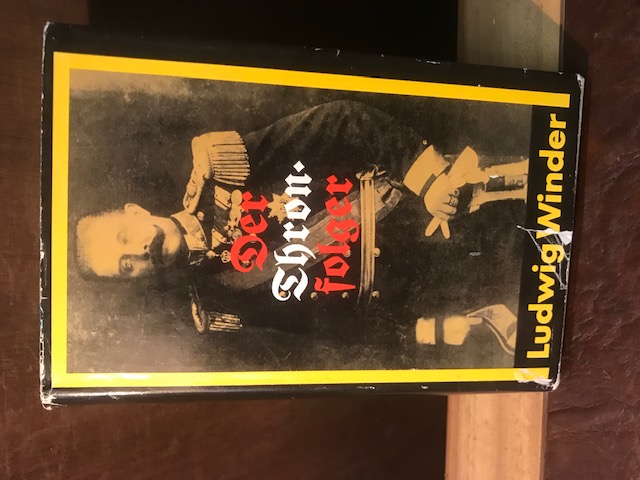 Der
Thron-
folger
Ludwig Winder